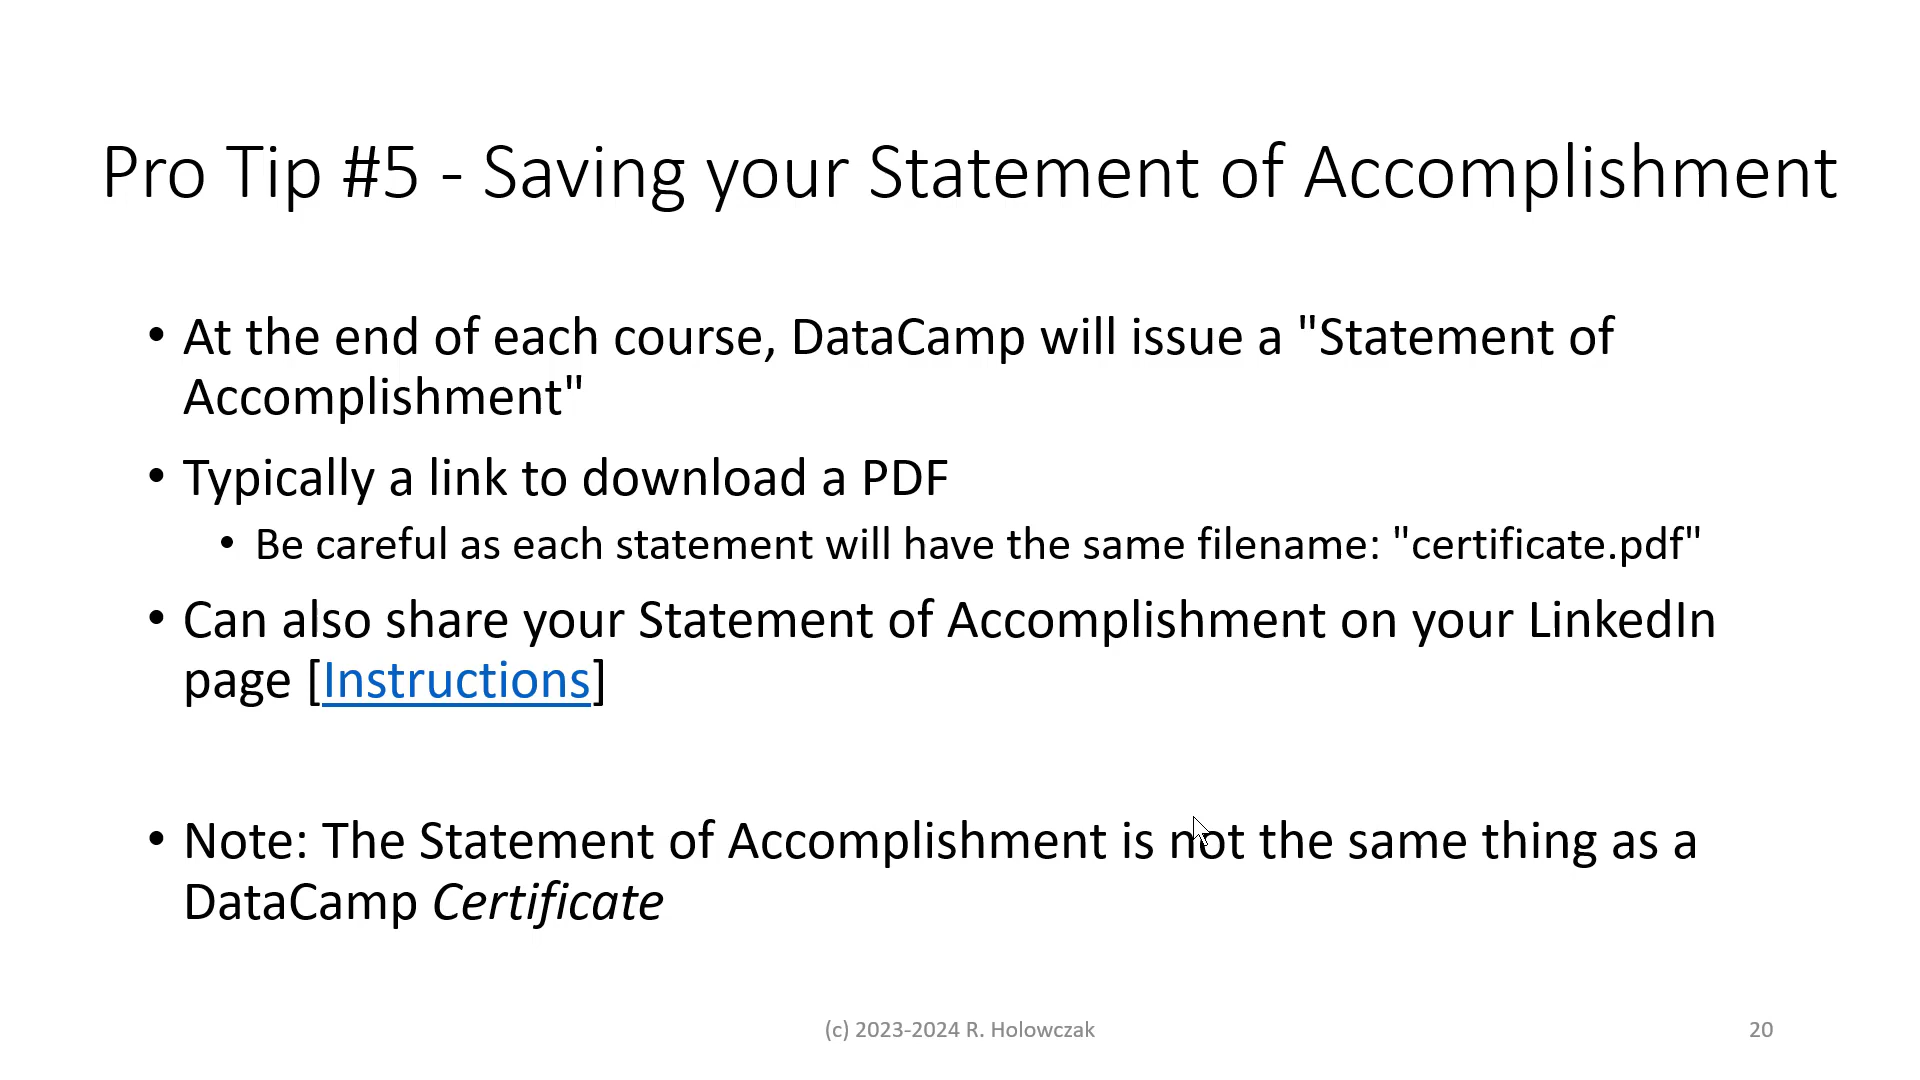 Pro Tip #5 - Saving your Statement of Accomplishment
• At the end of each course, DataCamp will issue a "Statement of
Accomplishment"
• Typically a link to download a PDF
• Be careful as each statement will have the same filename: "certificate.pdf"
• Can also share your Statement of Accomplishment on your LinkedIn
page [Instructions]
• Note: The Statement of Accomplishment is not the same thing as a
DataCamp Certificate
(c) 2023-2024 R. Holowczak
20